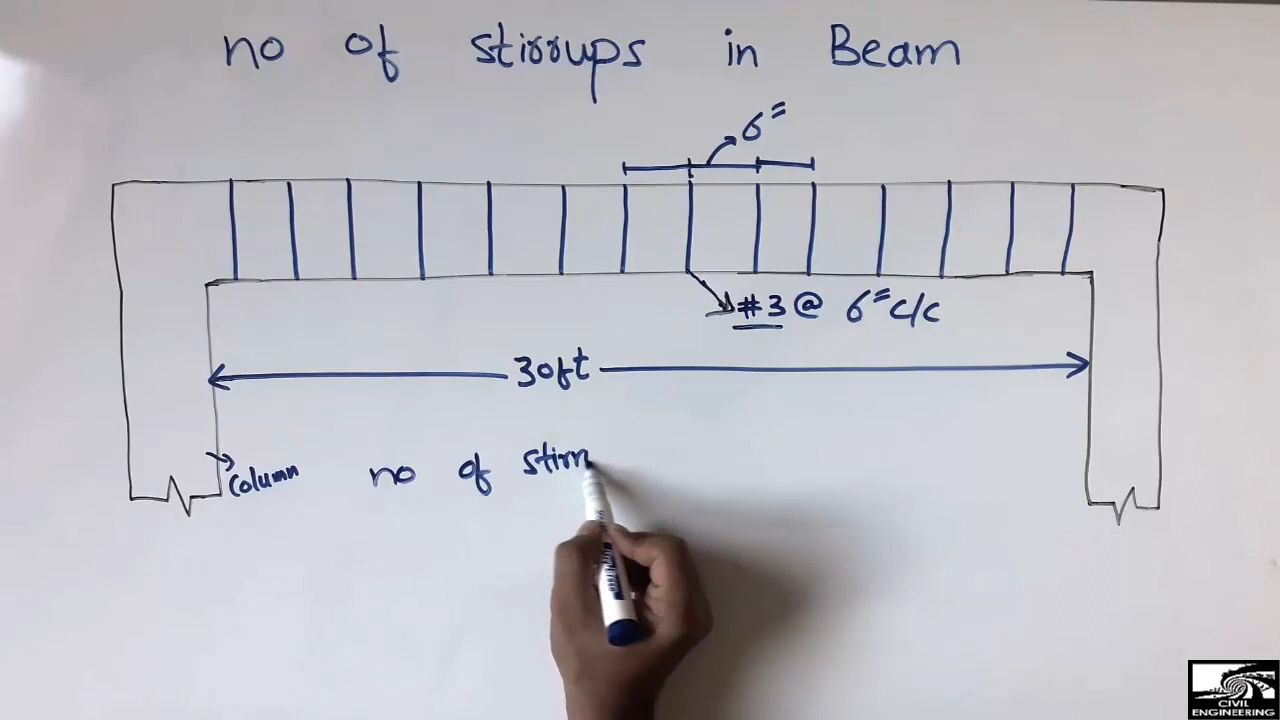 no of stirrups in Beam
6"
#3 @ 6" c/c
30ft
Column
no of stirr
CIVIL
ENGINEERING